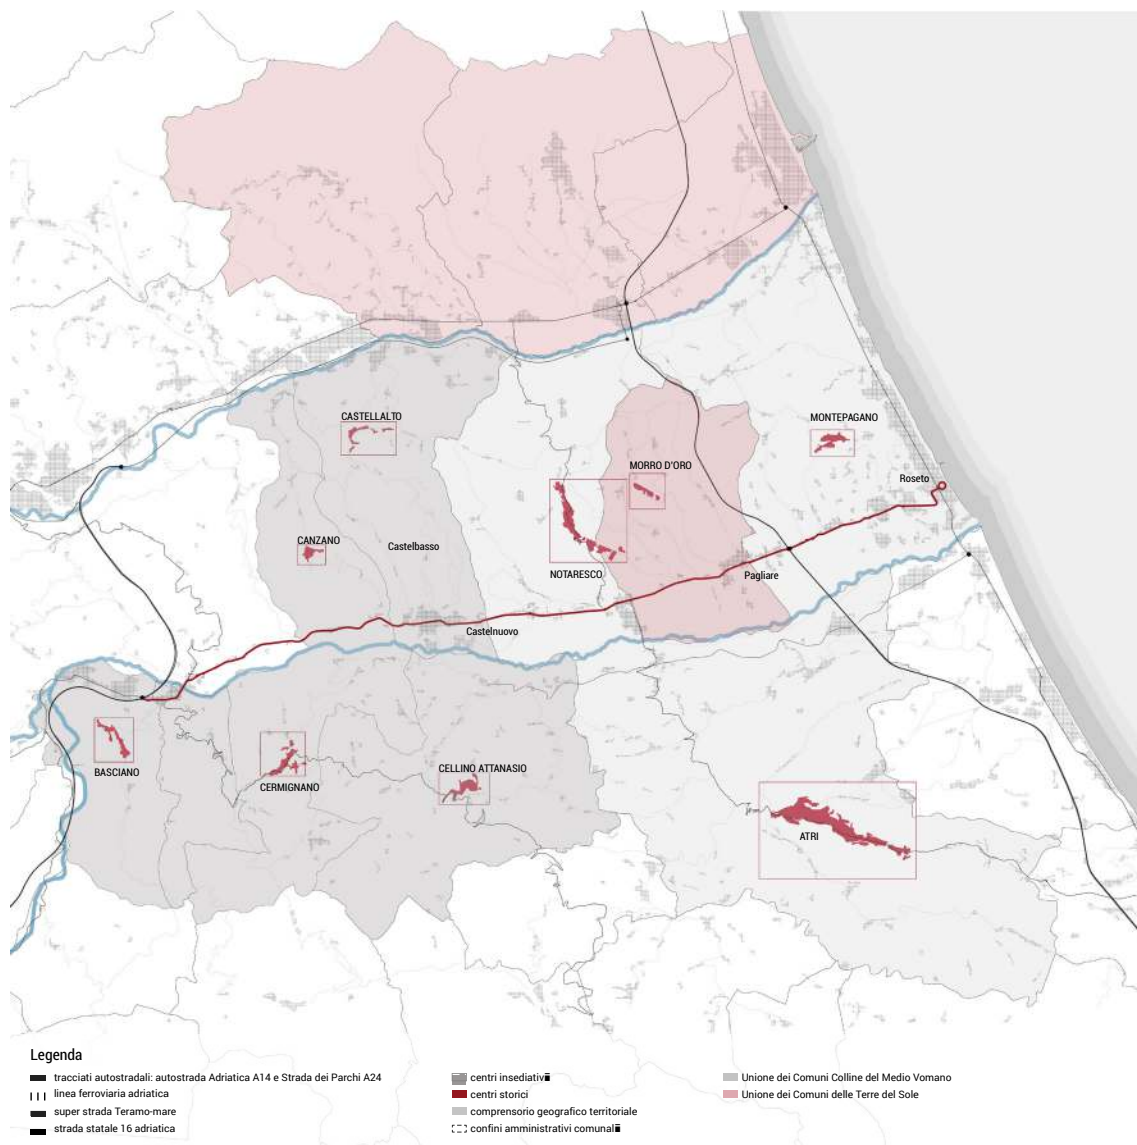 CASTELLALTO
MONTEPAGANO
MORRO D'ORO
Roseto
CANZANO
Castelbasso
NOTARESCO
Pagliare
Castelnuovo
BASCIANO
CERMIGNANO
CELLINO ATTANASIO
ATRI
Legenda
tracciati autostradali: autostrada Adriatica A14 e Strada dei Parchi A24
linea ferroviaria adriatica
super strada Teramo-mare
strada statale 16 adriatica
centri insediativi
centri storici
comprensorio geografico territoriale
confini amministrativi comunali
Unione dei Comuni Colline del Medio Vomano
Unione dei Comuni delle Terre del Sole